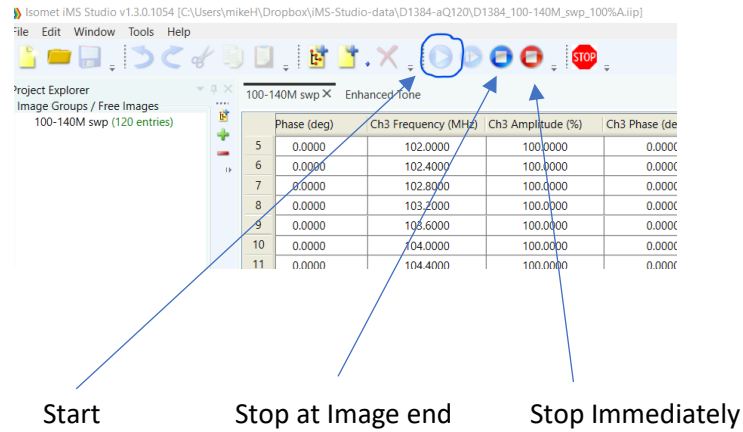 Isomet iMS Studio v1.3.0.1054 [C:\Users\mikeH\Dropbox\iMS-Studio-data\D1384-aQ120\D1384_100-140M_swp_100%A.iip]
File Edit Window Tools Help
STOP
Project Explorer
100-140M swp X Enhanced Tone
Image Groups / Free Images
100-140M swp (120 entries)
Phase (deg) Ch3 Frequency (MHz) Ch3 Amplitude (%) Ch3 Phase (de
5 0.0000 102.0000 100.0000 0.0000
6 0.0000 102.4000 100.0000 0.0000
7 0.0000 102.8000 100.0000 0.0000
8 0.0000 103.2000 100.0000 0.0000
9 0.0000 103.6000 100.0000 0.0000
10 0.0000 104.0000 100.0000 0.0000
11 0.0000 104.4000 100.0000 0.0000
Start Stop at Image end Stop Immediately